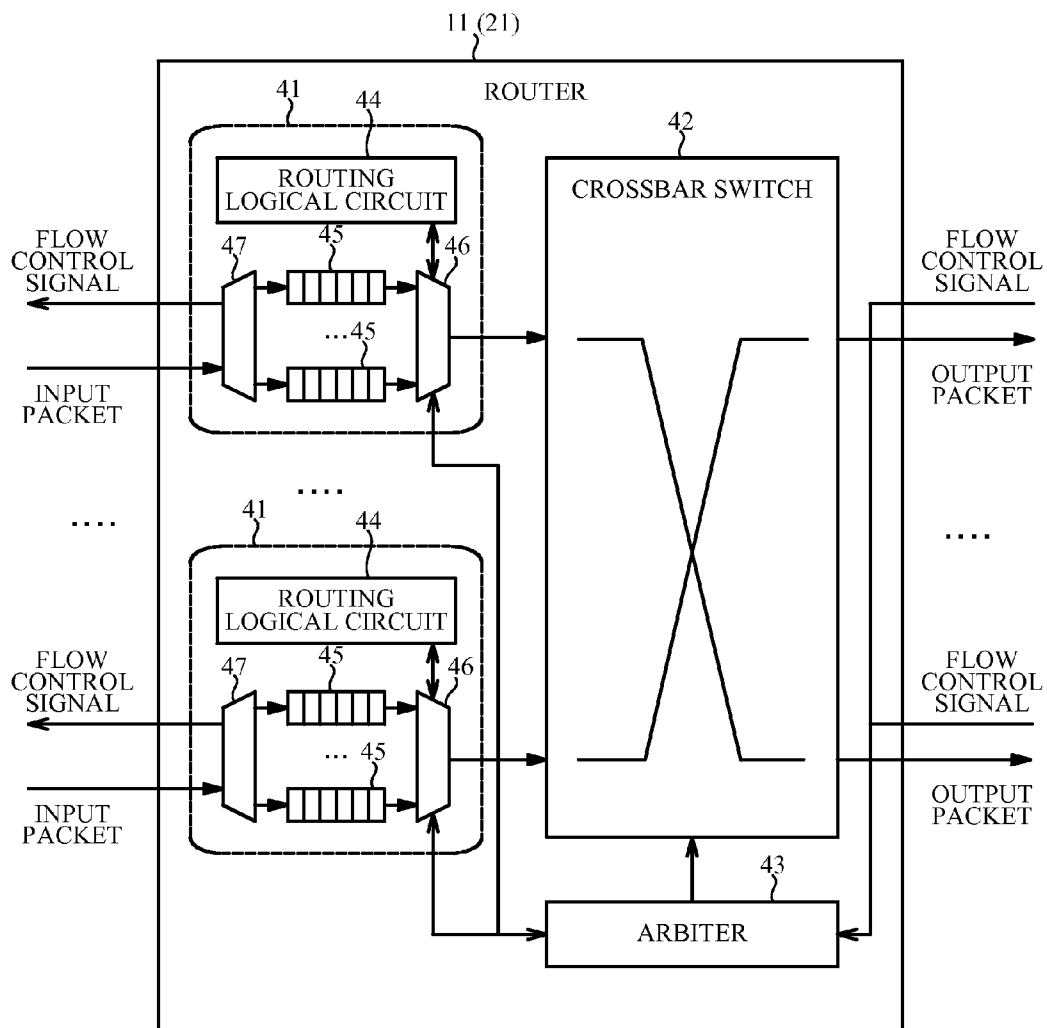 11 (21)
ROUTER
41
44
42
ROUTING
LOGICAL CIRCUIT
CROSSBAR SWITCH
FLOW
CONTROL
SIGNAL
47
45
46
FLOW
CONTROL
SIGNAL
... 45
INPUT
PACKET
OUTPUT
PACKET
....
....
....
41
44
ROUTING
LOGICAL CIRCUIT
FLOW
CONTROL
SIGNAL
47
45
46
FLOW
CONTROL
SIGNAL
... 45
INPUT
PACKET
OUTPUT
PACKET
43
ARBITER